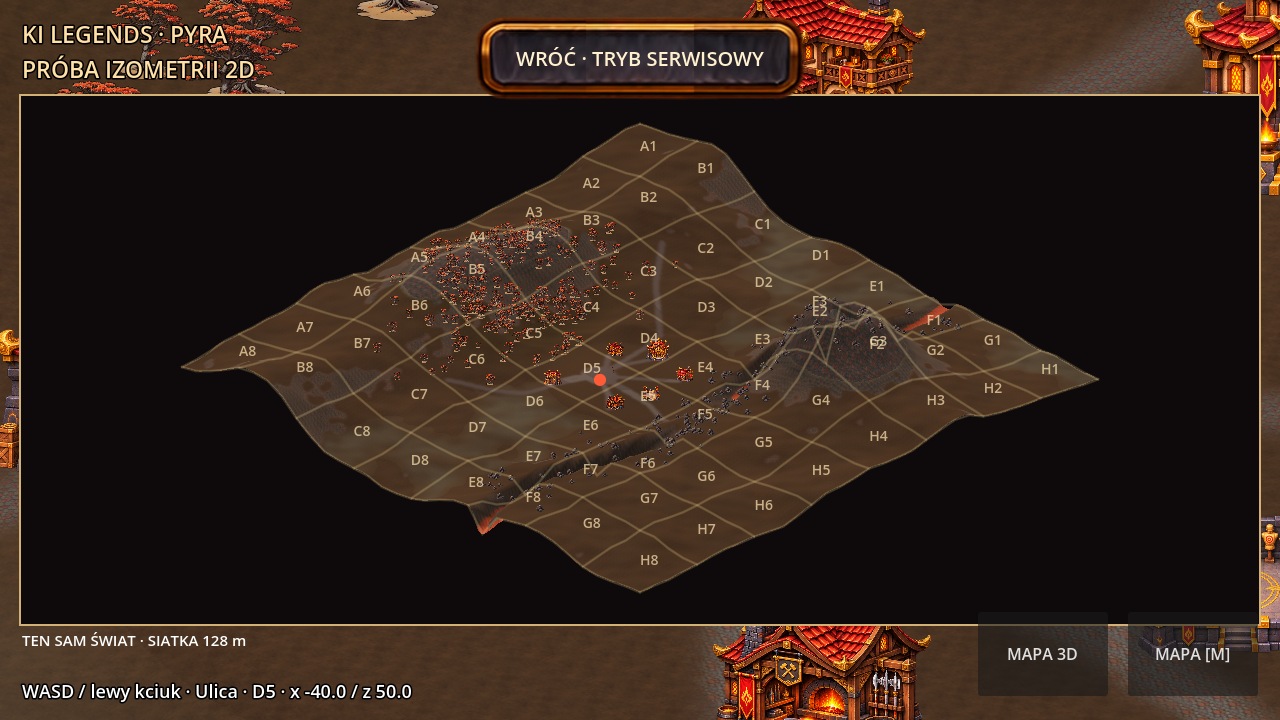 KI LEGENDS · PYRA
PRÓBA IZOMETRII 2D
WRÓĆ · TRYB SERWISOWY
A1
B1
A2
B2
A3
B3
C1
A4
B4
C2
D1
A5
B5
C3
D2
E1
A6
B6
C4
D3
E3
E2
F1
A7
B7
C5
D4
E3
F2
G2
G1
A8
B8
C6
D5
E4
F4
H1
C7
D6
E5
F5
G4
H3
H2
C8
D7
E6
G5
H4
D8
E7
F6
G6
H5
E8
F7
G7
H6
F8
G8
H7
H8
TEN SAM ŚWIAT · SIATKA 128 m
MAPA 3D
MAPA [M]
WASD / lewy kciuk · Ulica · D5 · x -40.0 / z 50.0